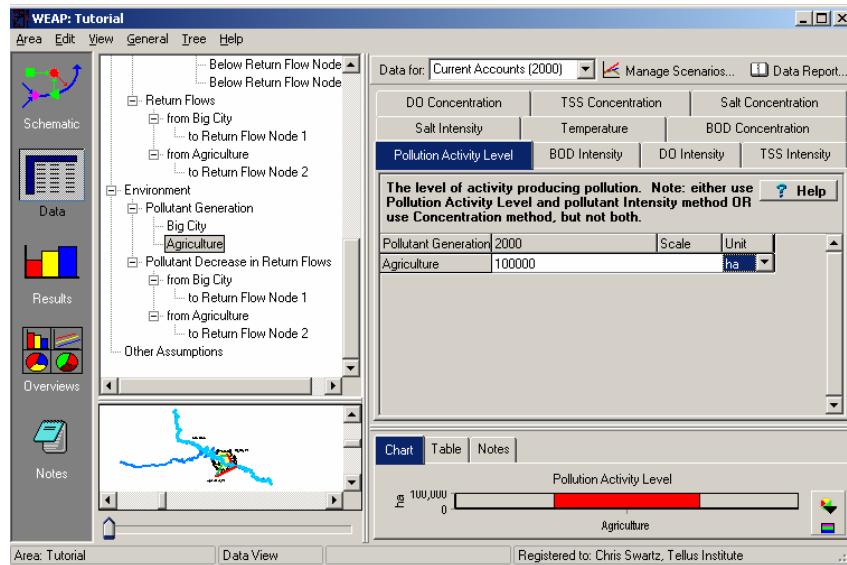 WEAP: Tutorial
Area Edit View General Tree Help
Schematic
Data
Results
Overviews
Notes
Below Return Flow Node
Below Return Flow Node
Return Flows
from Big City
to Return Flow Node 1
from Agriculture
to Return Flow Node 2
Environment
Pollutant Generation
Big City
Agriculture
Pollutant Decrease in Return Flows
from Big City
to Return Flow Node 1
from Agriculture
to Return Flow Node 2
Other Assumptions
Data for: Current Accounts (2000) Manage Scenarios... Data Report...
DO Concentration TSS Concentration Salt Concentration
Salt Intensity Temperature BOD Concentration
Pollution Activity Level BOD Intensity DO Intensity TSS Intensity
The level of activity producing pollution. Note: either use
Pollution Activity Level and pollutant Intensity method OR
use Concentration method, but not both.
? Help
Pollutant Generation 2000 Scale Unit
Agriculture 100000 ha
Chart Table Notes
Pollution Activity Level
ha
100,000
0
Agriculture
Area: Tutorial Data View Registered to: Chris Swartz, Tellus Institute